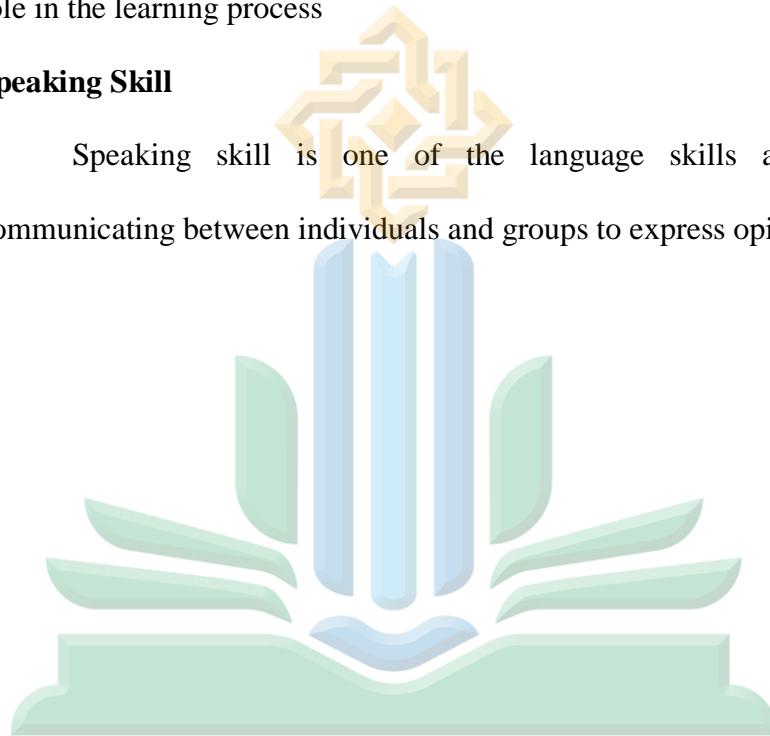 le in the learning process
peaking Skill
Speaking skill is one of the language skills a
ommunicating between individuals and groups to express opi